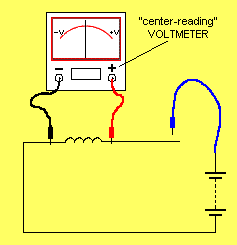 "center-reading"
VOLTMETER
-V +V
- +